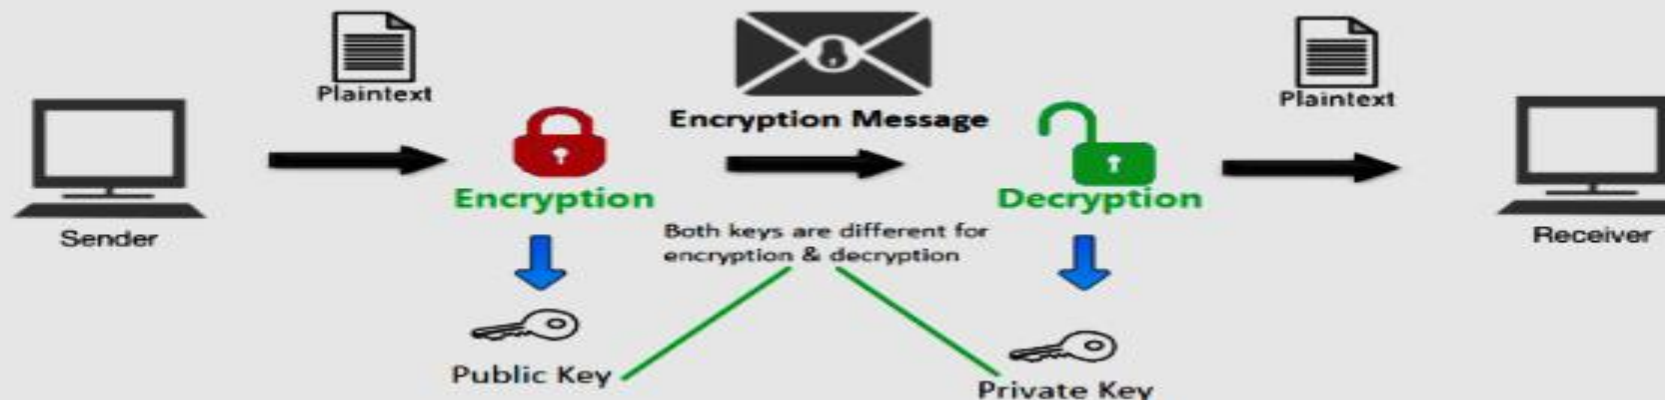 Plaintext
Encryption Message
Plaintext
Encryption
Decryption
Sender
Both keys are different for
encryption & decryption
Receiver
Public Key
Private Key